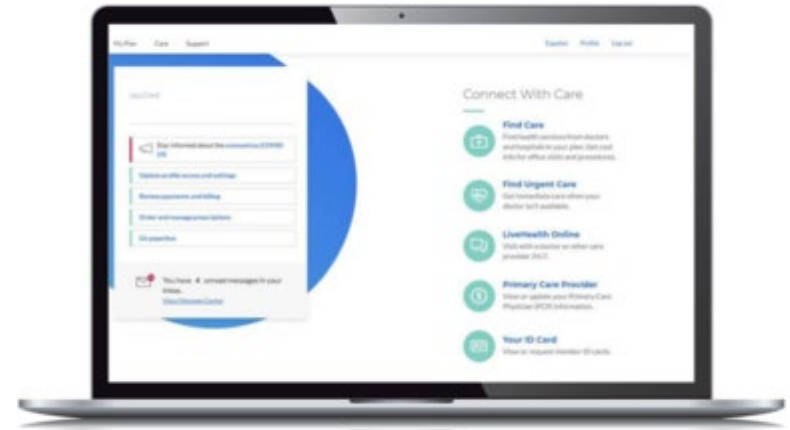 My Plan Care Support
Español Profile Log out
WELCOME
Stay informed about the coronavirus (COVID-
19)
Update profile access and settings
Review payments and billing
Order and manage prescriptions
Go paperless
You have 4 unread messages in your
inbox.
View Message Center
Connect With Care
Find Care
Find health services from doctors
and hospitals in your plan. Get cost
info for office visits and procedures.
Find Urgent Care
Get immediate care when your
doctor isn't available.
LiveHealth Online
Visit with a doctor or other care
provider 24/7.
Primary Care Provider
View or update your Primary Care
Physician (PCP) information.
Your ID Card
View or request member ID cards.